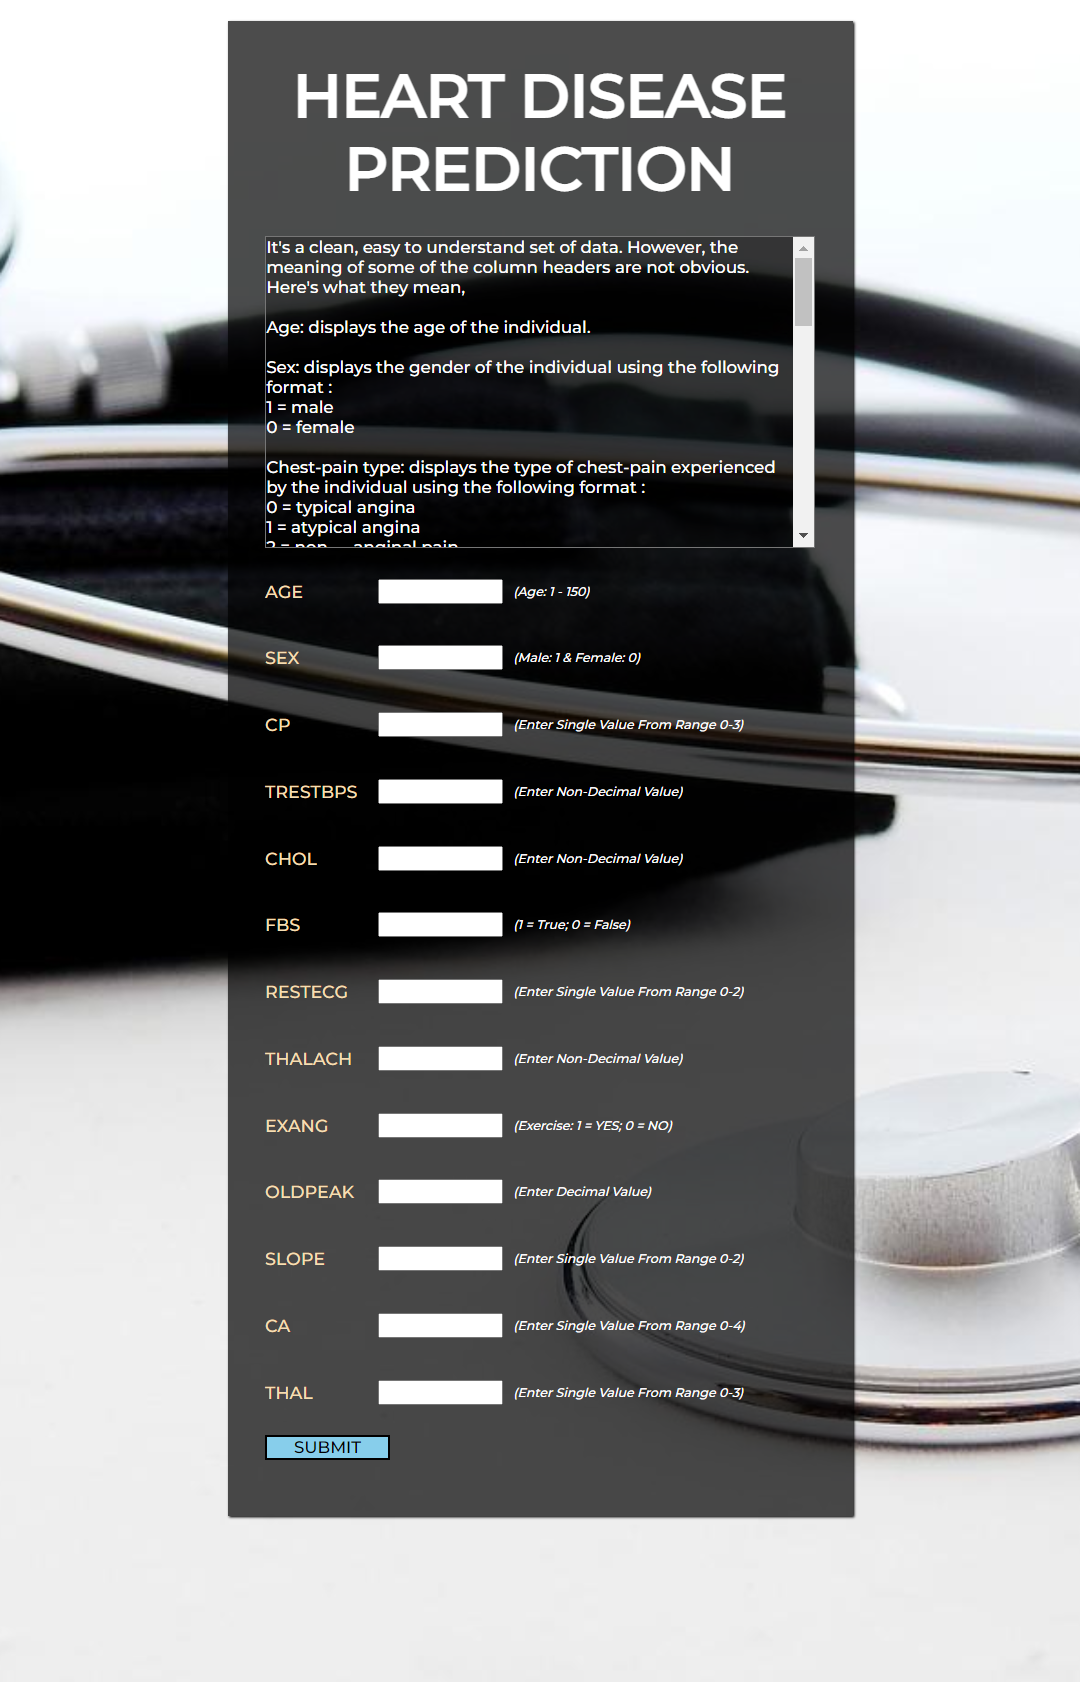 HEART DISEASE
PREDICTION
It's a clean, easy to understand set of data. However, the
meaning of some of the column headers are not obvious.
Here's what they mean,
Age: displays the age of the individual.
Sex: displays the gender of the individual using the following
format :
1 = male
0 = female
Chest-pain type: displays the type of chest-pain experienced
by the individual using the following format :
0 = typical angina
1 = atypical angina
2 = non — anginal pain
AGE (Age: 1 - 150)
SEX (Male: 1 & Female: 0)
CP (Enter Single Value From Range 0-3)
TRESTBPS (Enter Non-Decimal Value)
CHOL (Enter Non-Decimal Value)
FBS (1 = True; 0 = False)
RESTECG (Enter Single Value From Range 0-2)
THALACH (Enter Non-Decimal Value)
EXANG (Exercise: 1 = YES; 0 = NO)
OLDPEAK (Enter Decimal Value)
SLOPE (Enter Single Value From Range 0-2)
CA (Enter Single Value From Range 0-4)
THAL (Enter Single Value From Range 0-3)
SUBMIT